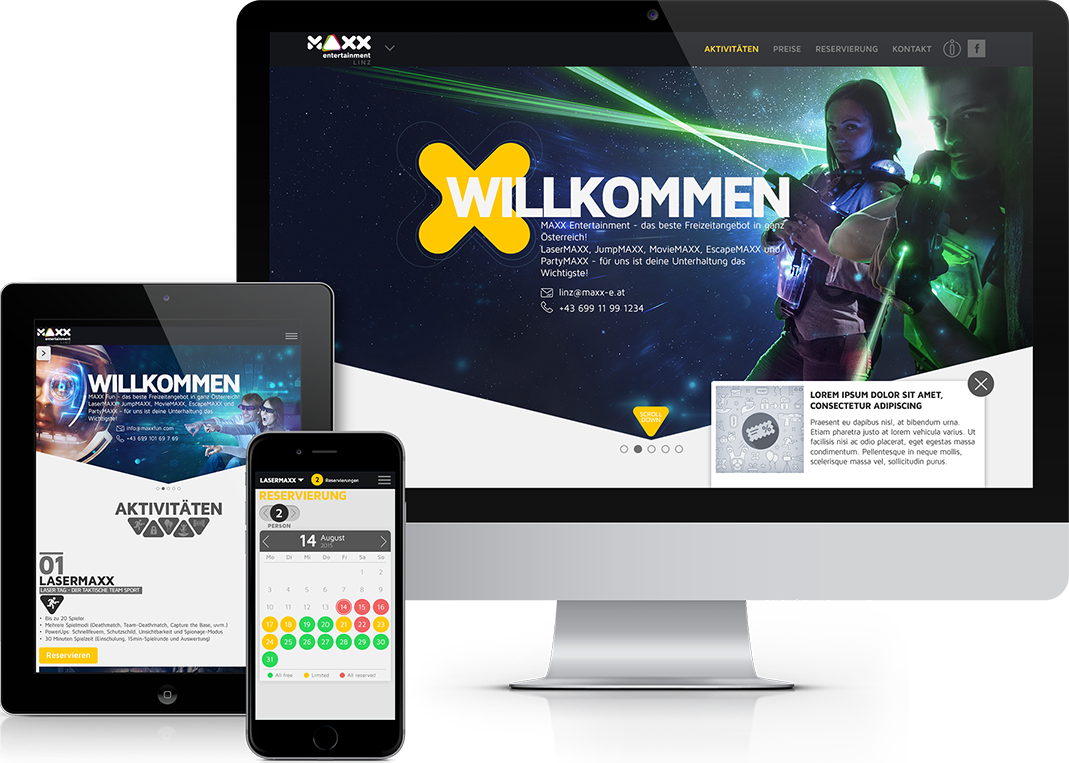 MAXX
entertainment
LINZ
AKTIVITÄTEN PREISE RESERVIERUNG KONTAKT
f
WILLKOMMEN
MAXX Entertainment - das beste Freizeitangebot in ganz
Österreich!
LaserMAXX, JumpMAXX, MovieMAXX, EscapeMAXX und
PartyMAXX - für uns ist deine Unterhaltung das
Wichtigste!
linz@maxx-e.at
+43 699 11 99 1234
SCROLL
DOWN
LOREM IPSUM DOLOR SIT AMET,
CONSECTETUR ADIPISCING
Praesent eu dapibus nisl, at bibendum urna.
Etiam pharetra justo at lorem vehicula varius. Ut
facilisis nisi ac odio placerat, eget egestas massa
condimentum. Pellentesque in neque mollis,
scelerisque massa vel, sollicitudin purus.
MAXX
entertainment
LINZ
WILLKOMMEN
MAXX Fun - das beste Freizeitangebot in ganz Österreich!
LaserMAXX, JumpMAXX, MovieMAXX, EscapeMAXX und
PartyMAXX - für uns ist deine Unterhaltung das
Wichtigste!
info@maxxfun.com
+43 699 101 69 7 69
AKTIVITÄTEN
01
LASERMAXX
LASER TAG - DER TAKTISCHE TEAM SPORT
• Bis zu 20 Spieler
• Mehrere Spielmodi (Deathmatch, Team-Deathmatch, Capture the Base, uvm.)
• PowerUps: Schnellfeuern, Schutzschild, Unsichtbarkeit und Spionage-Modus
• 30 Minuten Spielzeit (Einschulung, 15min-Spielrunde und Auswertung)
Reservieren
LASERMAXX 2 Reservierungen
RESERVIERUNG
2
PERSON
14 August
2015
Mo Di Mi Do Fr Sa So
1 2
3 4 5 6 7 8 9
10 11 12 13 14 15 16
17 18 19 20 21 22 23
24 25 26 27 28 29 30
31
All free Limited All reserved